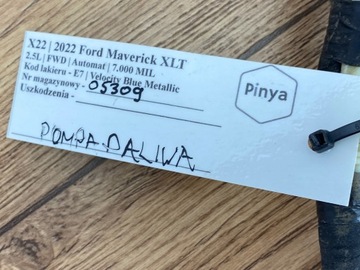 X22 | 2022 Ford Maverick XLT
2.5L | FWD | Automat | 7.000 MIL
Kod lakieru - E7 | Velocity Blue Metallic
Nr magazynowy - 05309
Uszkodzenia -
Pinya
POMPA PALIWA